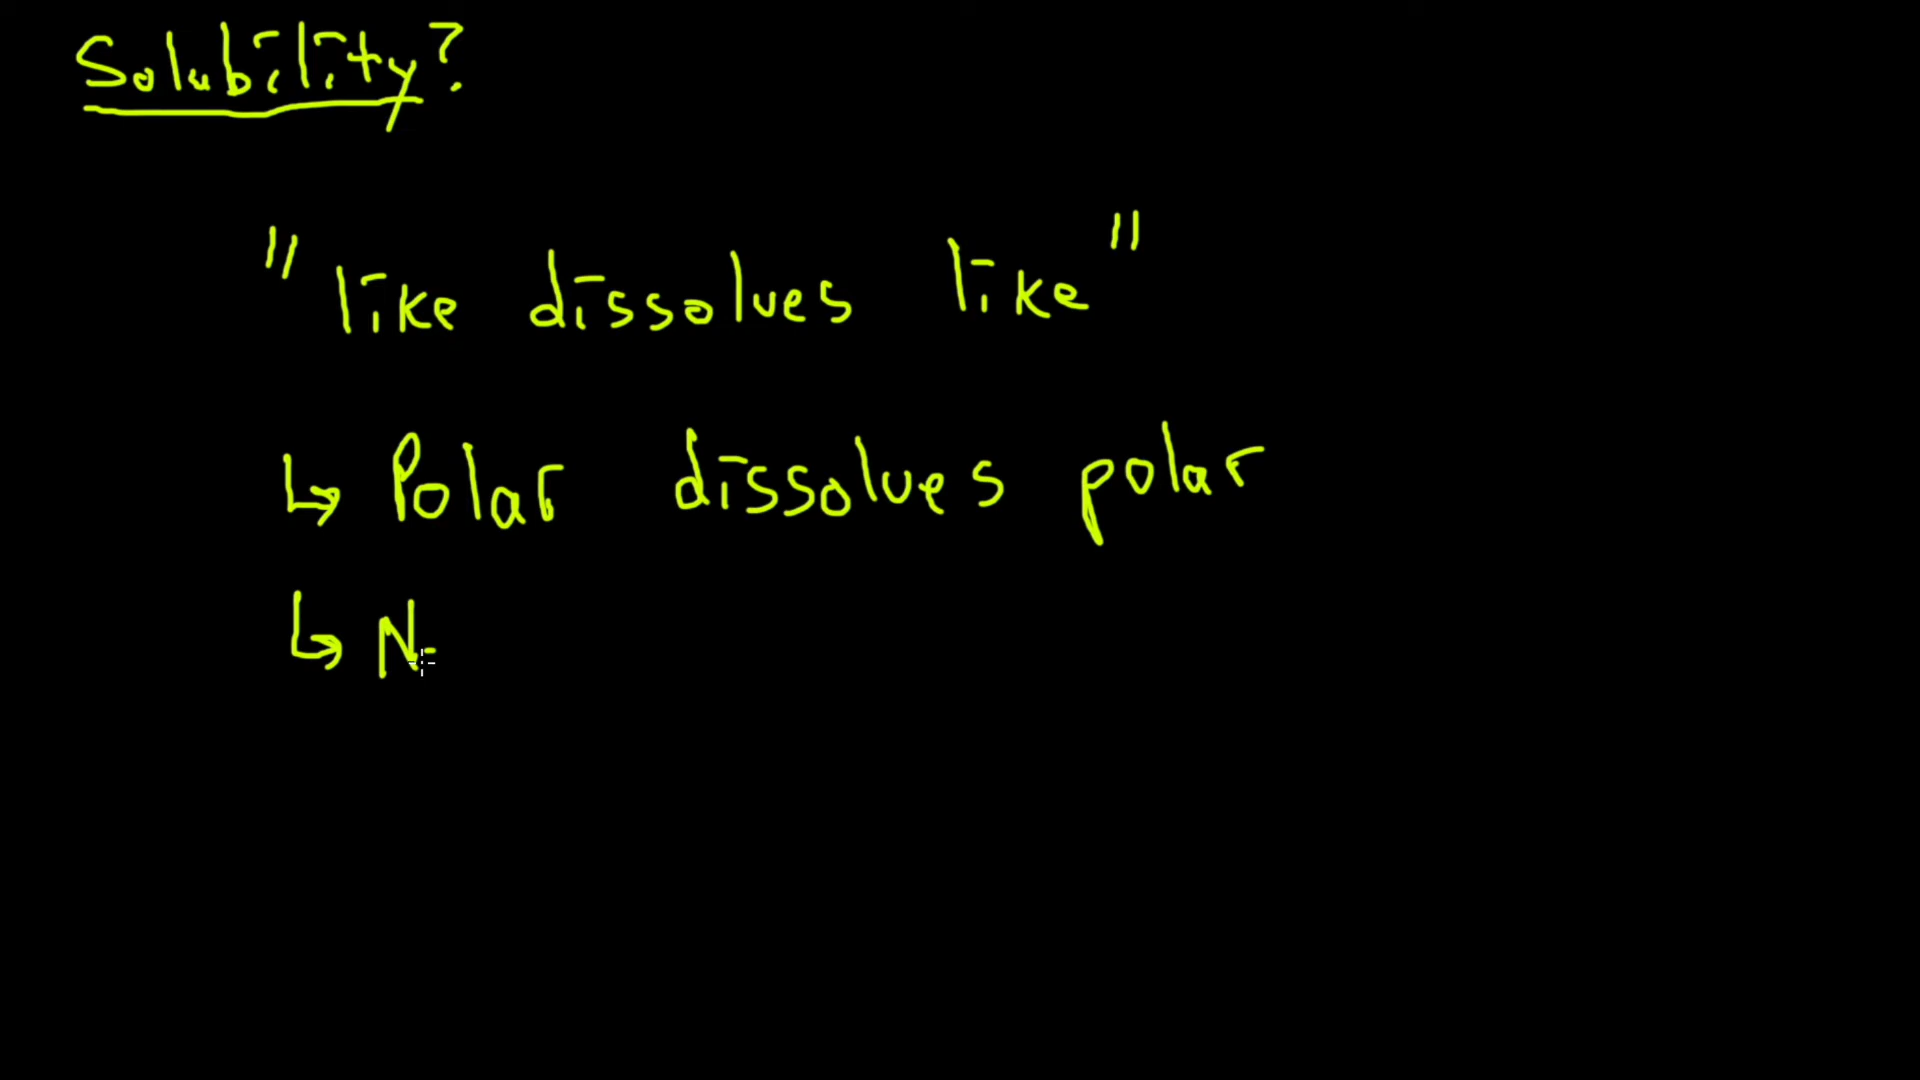 Solubility?
"like dissolves like"
↳ Polar dissolves polar
↳ N